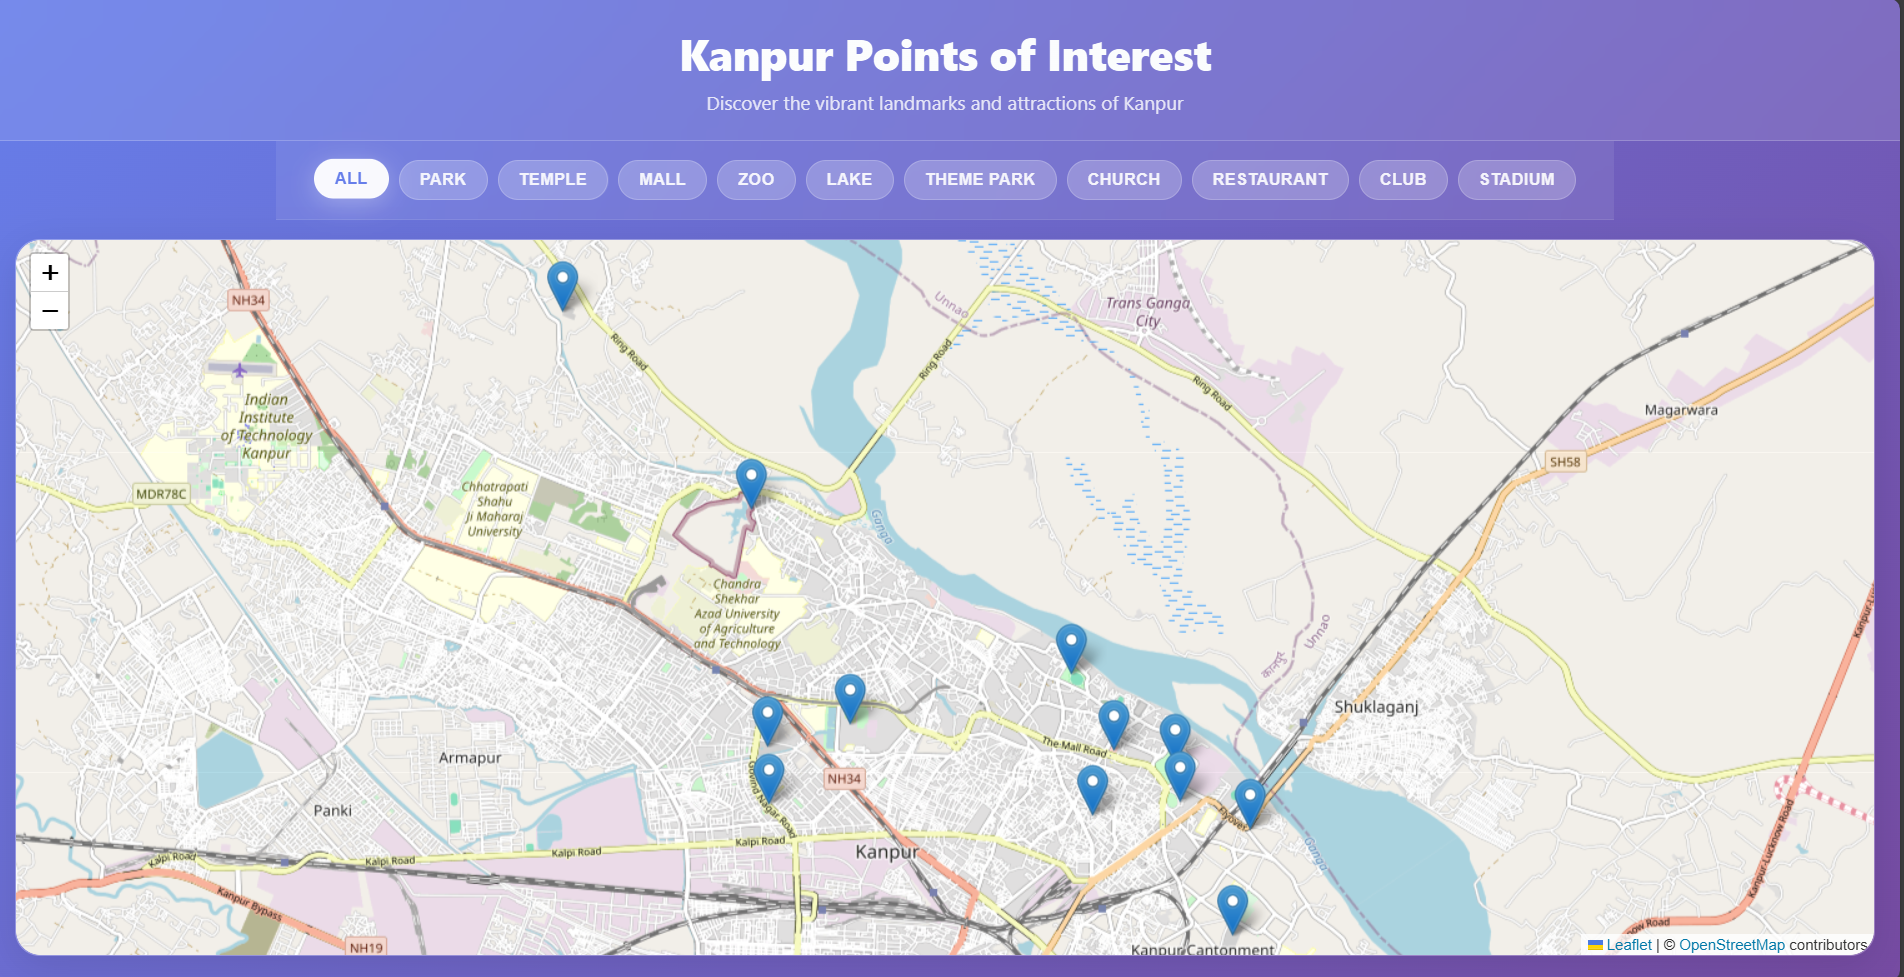 Kanpur Points of Interest
Discover the vibrant landmarks and attractions of Kanpur
ALL
PARK
TEMPLE
MALL
ZOO
LAKE
THEME PARK
CHURCH
RESTAURANT
CLUB
STADIUM
+
−
NH34
Unnao
Trans Ganga
City
Ring Road
Ring Road
Ring Road
Indian
Institute
of Technology
Kanpur
Magarwara
SH58
MDR78C
Chhatrapati
Shahu
Ji Maharaj
University
Ganga
Chandra
Shekhar
Azad University
of Agriculture
and Technology
Unnao
कानपुर
Shuklaganj
The Mall Road
Armapur
NH34
Govind Nagar Road
Panki
Kalpi Road
Kalpi Road
Kalpi Road
Kalpi Road
Kanpur
Ganga
Kanpur-Lucknow Road
Kanpur Bypass
NH19
Kanpur Cantonment
ow Road
Leaflet | © OpenStreetMap contributors